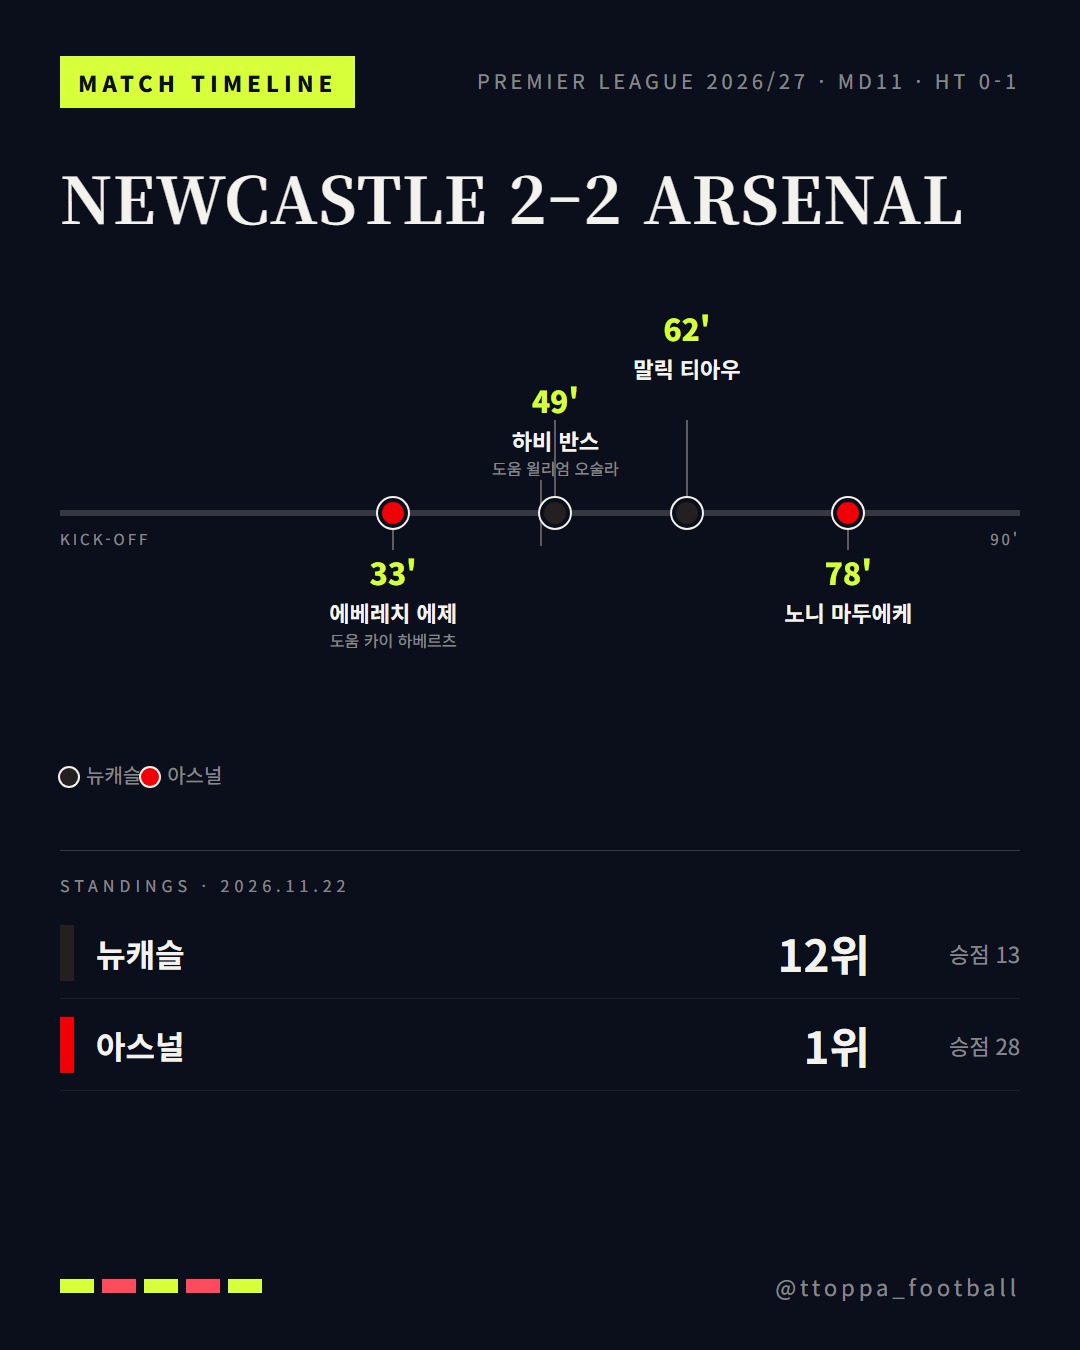 MATCH TIMELINE
PREMIER LEAGUE 2026/27 · MD11 · HT 0-1
NEWCASTLE 2–2 ARSENAL
62'
말릭 티아우
49'
하비 반스
도움 윌리엄 오술라
KICK-OFF
90'
33'
에베레치 에제
도움 카이 하베르츠
78'
노니 마두에케
뉴캐슬 아스널
STANDINGS · 2026.11.22
뉴캐슬 12위 승점 13
아스널 1위 승점 28
@ttoppa_football